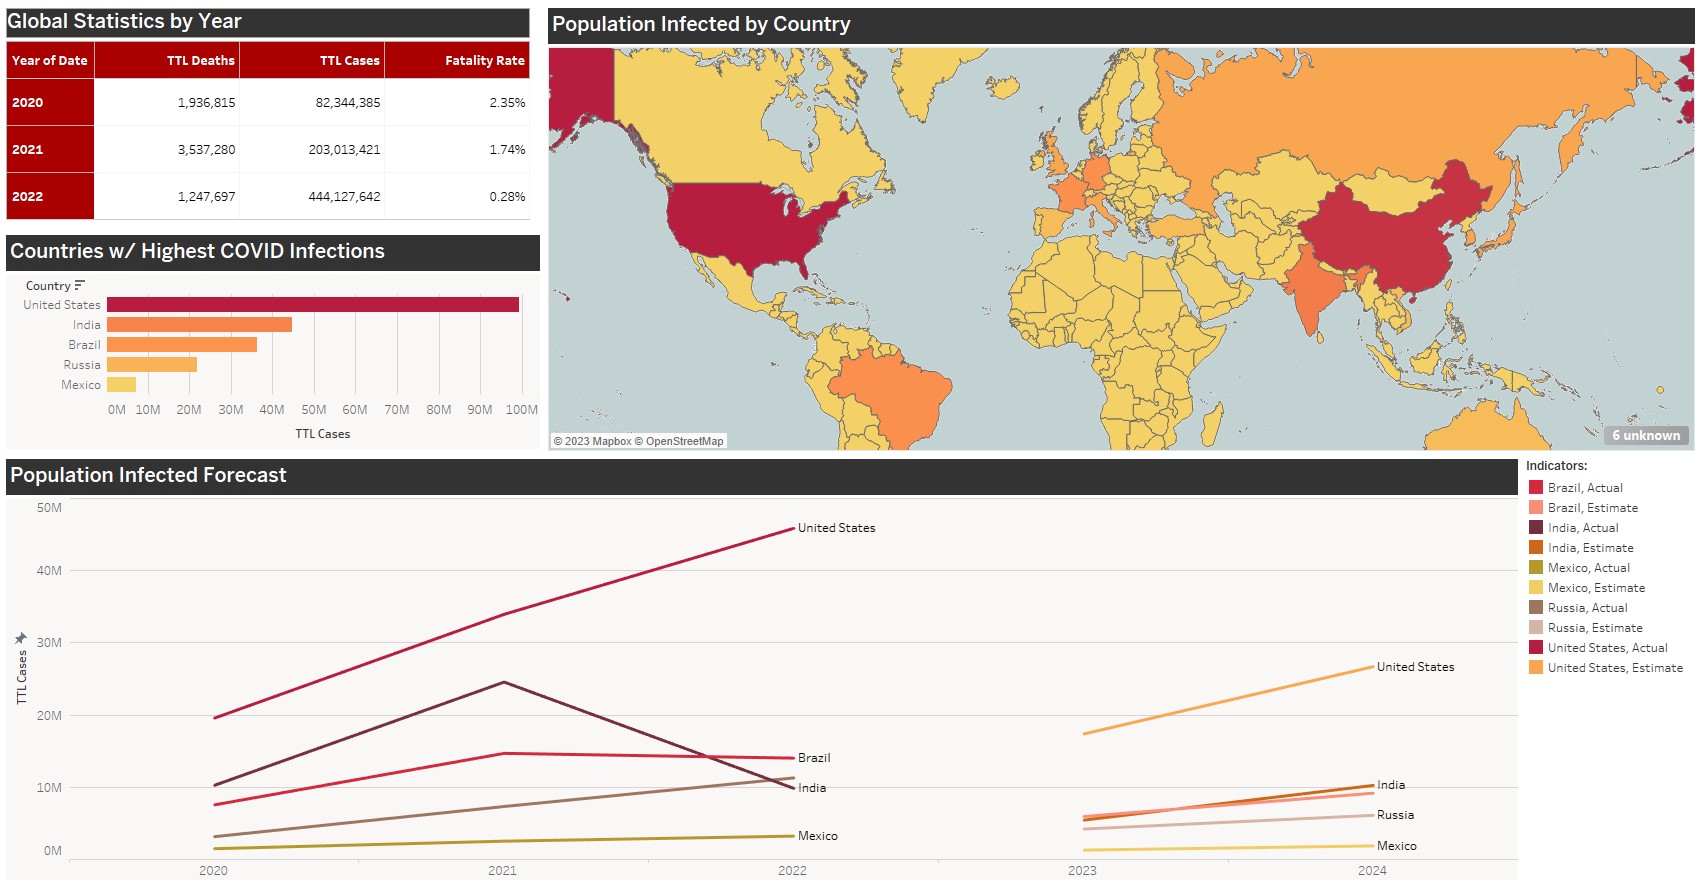 Global Statistics by Year
Year of Date TTL Deaths TTL Cases Fatality Rate
2020 1,936,815 82,344,385 2.35%
2021 3,537,280 203,013,421 1.74%
2022 1,247,697 444,127,642 0.28%
Countries w/ Highest COVID Infections
Country
United States
India
Brazil
Russia
Mexico
0M 10M 20M 30M 40M 50M 60M 70M 80M 90M 100M
TTL Cases
Population Infected by Country
© 2023 Mapbox © OpenStreetMap
6 unknown
Population Infected Forecast
TTL Cases
50M
40M
30M
20M
10M
0M
United States
Brazil
India
Mexico
United States
India
Russia
Mexico
2020 2021 2022 2023 2024
Indicators:
Brazil, Actual
Brazil, Estimate
India, Actual
India, Estimate
Mexico, Actual
Mexico, Estimate
Russia, Actual
Russia, Estimate
United States, Actual
United States, Estimate